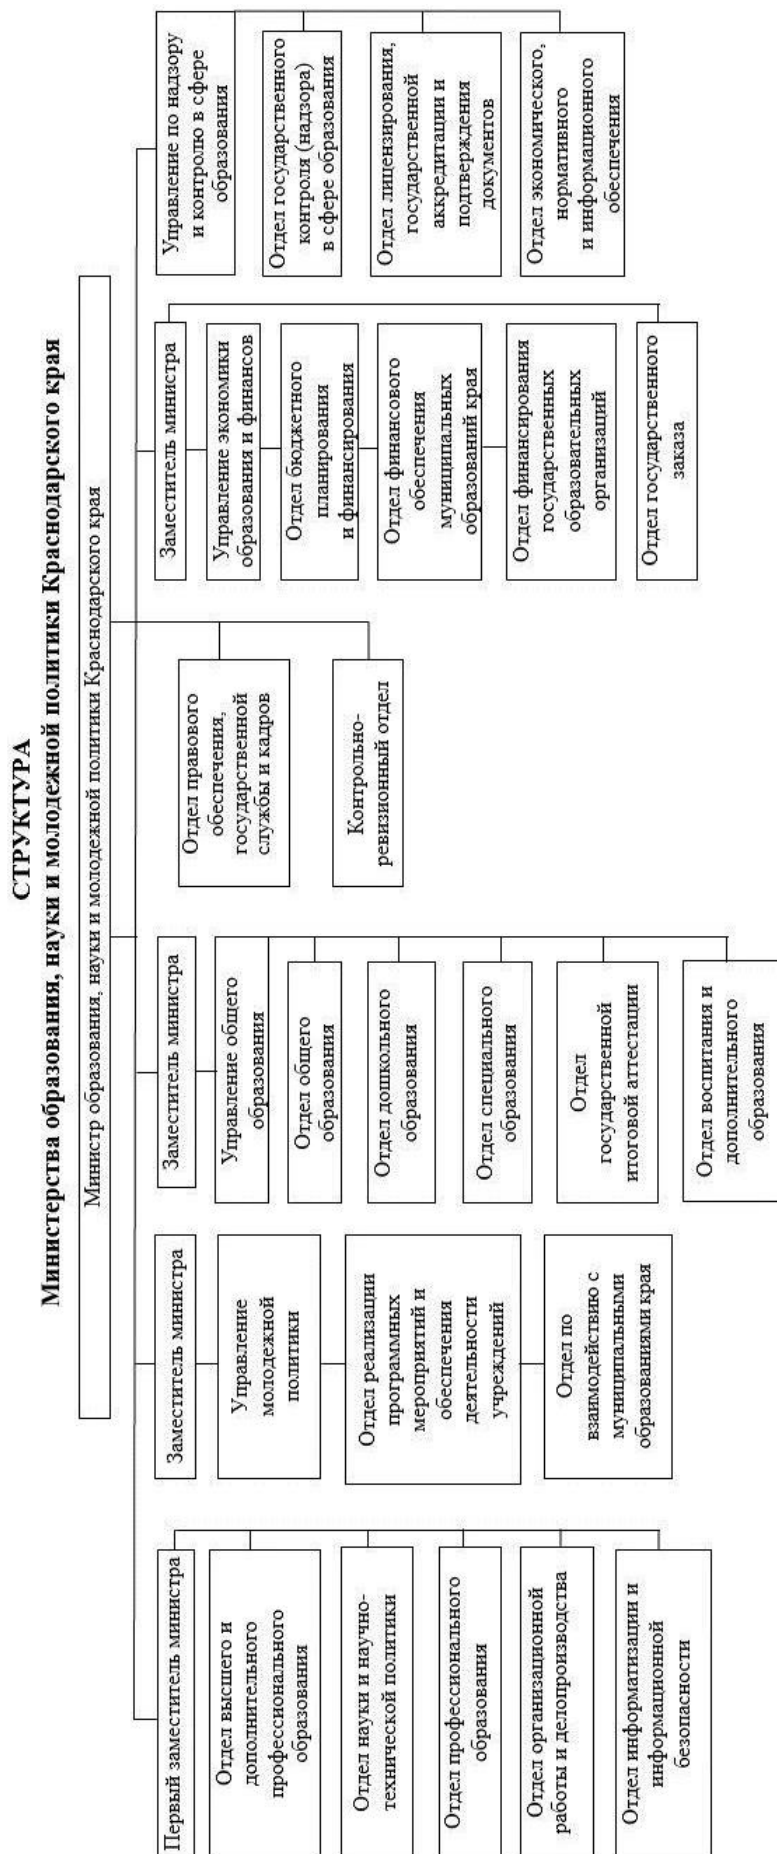 СТРУКТУРА
Министерства образования, науки и молодежной политики Краснодарского края
Министр образования, науки и молодежной политики Краснодарского края
Первый заместитель министра
Отдел высшего и
дополнительного
профессионального
образования
Отдел науки и научно-
технической политики
Отдел профессионального
образования
Отдел организационной
работы и делопроизводства
Отдел информатизации и
информационной
безопасности
Заместитель министра
Управление
молодежной
политики
Отдел реализации
программных
мероприятий и
обеспечения
деятельности
учреждений
Отдел по
взаимодействию с
муниципальными
образованиями края
Заместитель министра
Управление общего
образования
Отдел общего
образования
Отдел дошкольного
образования
Отдел специального
образования
Отдел
государственной
итоговой аттестации
Отдел воспитания и
дополнительного
образования
Отдел правового
обеспечения,
государственной
службы и кадров
Контрольно-
ревизионный отдел
Заместитель министра
Управление экономики
образования и финансов
Отдел бюджетного
планирования
и финансирования
Отдел финансового
обеспечения
муниципальных
образований края
Отдел финансирования
государственных
образовательных
организаций
Отдел государственного
заказа
Управление по надзору
и контролю в сфере
образования
Отдел государственного
контроля (надзора)
в сфере образования
Отдел лицензирования,
государственной
аккредитации и
подтверждения
документов
Отдел экономического,
нормативного
и информационного
обеспечения